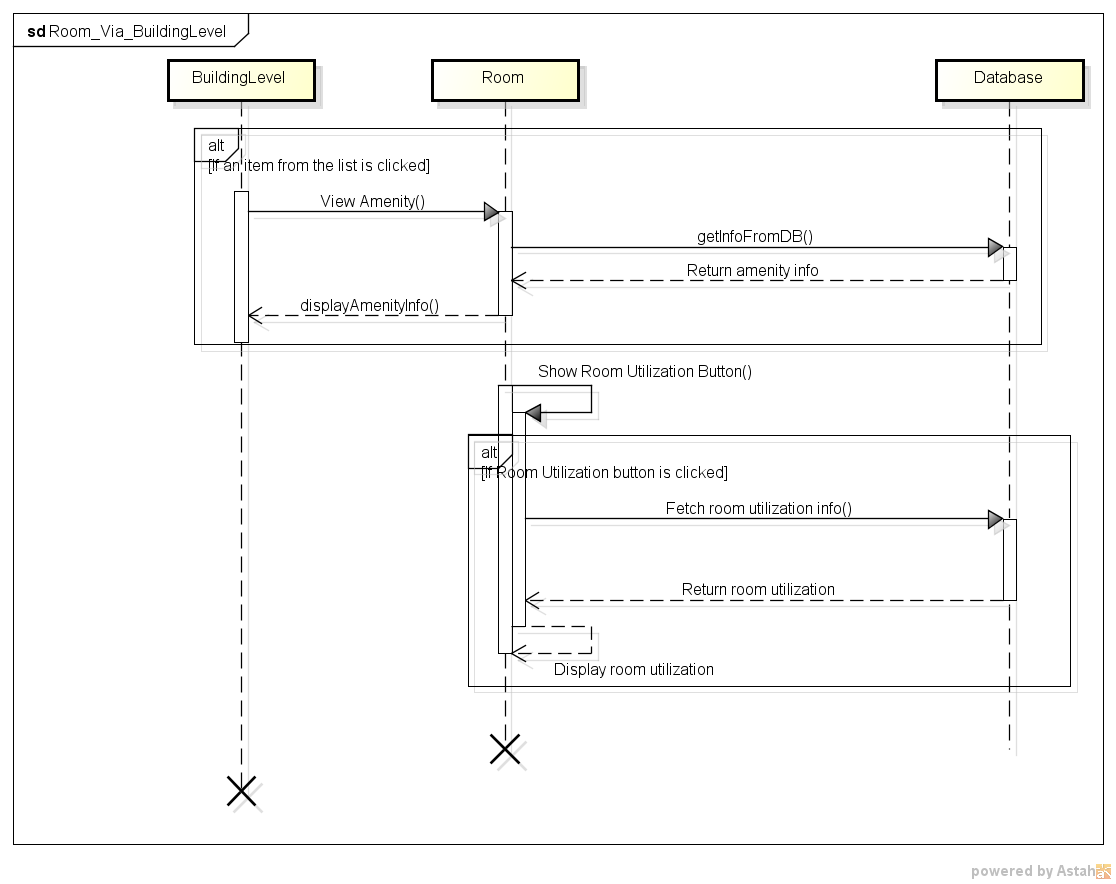 sd Room_Via_BuildingLevel
BuildingLevel
Room
Database
alt
[If an item from the list is clicked]
View Amenity()
getInfoFromDB()
Return amenity info
displayAmenityInfo()
Show Room Utilization Button()
alt
[If Room Utilization button is clicked]
Fetch room utilization info()
Return room utilization
Display room utilization
powered by Astah